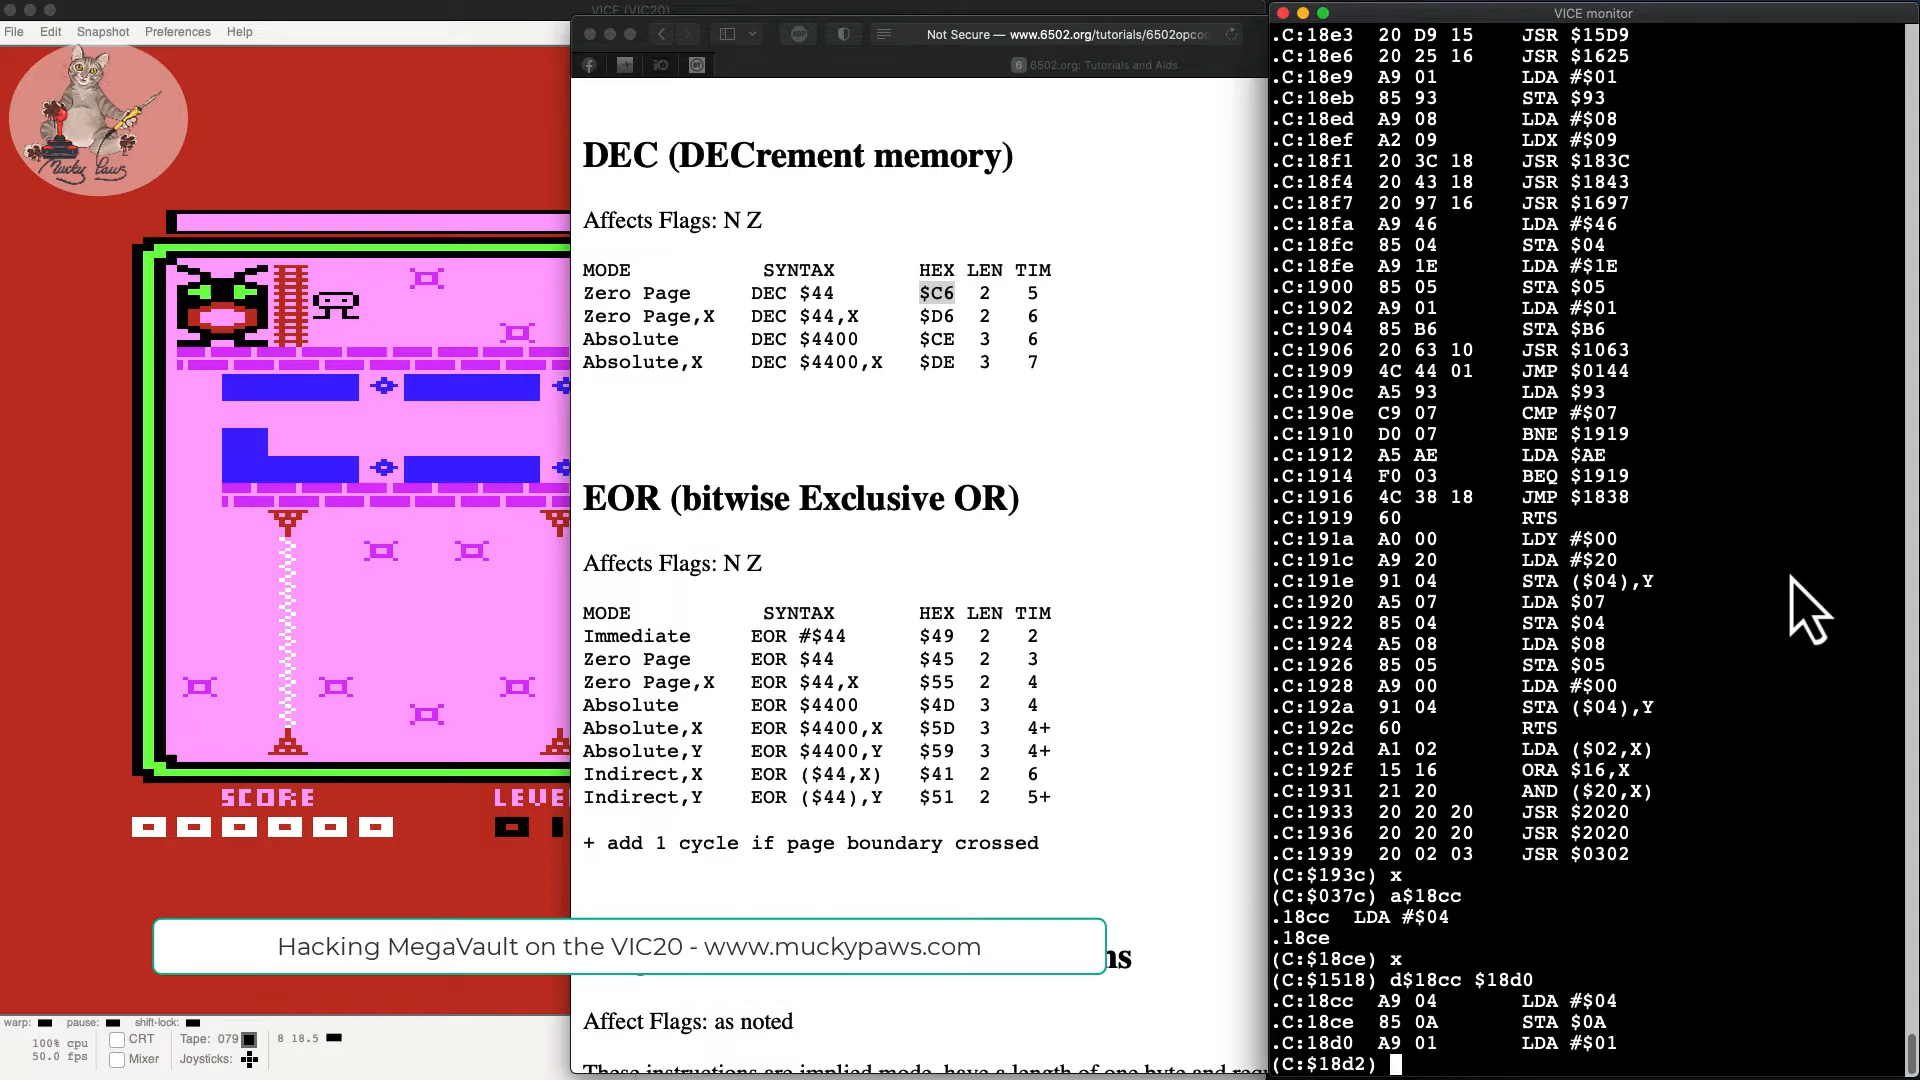 VICE (VIC20)
File Edit Snapshot Preferences Help
Mucky Paws
SCORE
LEVE
warp: pause: shift-lock:
100% cpu
50.0 fps
CRT
Mixer
Tape: 079
Joysticks:
8 18.5
Not Secure — www.6502.org/tutorials/6502opco
6502.org: Tutorials and Aids
DEC (DECrement memory)
Affects Flags: N Z
MODE SYNTAX HEX LEN TIM
Zero Page DEC $44 $C6 2 5
Zero Page,X DEC $44,X $D6 2 6
Absolute DEC $4400 $CE 3 6
Absolute,X DEC $4400,X $DE 3 7
EOR (bitwise Exclusive OR)
Affects Flags: N Z
MODE SYNTAX HEX LEN TIM
Immediate EOR #$44 $49 2 2
Zero Page EOR $44 $45 2 3
Zero Page,X EOR $44,X $55 2 4
Absolute EOR $4400 $4D 3 4
Absolute,X EOR $4400,X $5D 3 4+
Absolute,Y EOR $4400,Y $59 3 4+
Indirect,X EOR ($44,X) $41 2 6
Indirect,Y EOR ($44),Y $51 2 5+
+ add 1 cycle if page boundary crossed
Hacking MegaVault on the VIC20 - www.muckypaws.com
ns
Affect Flags: as noted
These instructions are implied mode, have a length of one byte and requ
VICE monitor
.C:18e3 20 D9 15 JSR $15D9
.C:18e6 20 25 16 JSR $1625
.C:18e9 A9 01 LDA #$01
.C:18eb 85 93 STA $93
.C:18ed A9 08 LDA #$08
.C:18ef A2 09 LDX #$09
.C:18f1 20 3C 18 JSR $183C
.C:18f4 20 43 18 JSR $1843
.C:18f7 20 97 16 JSR $1697
.C:18fa A9 46 LDA #$46
.C:18fc 85 04 STA $04
.C:18fe A9 1E LDA #$1E
.C:1900 85 05 STA $05
.C:1902 A9 01 LDA #$01
.C:1904 85 B6 STA $B6
.C:1906 20 63 10 JSR $1063
.C:1909 4C 44 01 JMP $0144
.C:190c A5 93 LDA $93
.C:190e C9 07 CMP #$07
.C:1910 D0 07 BNE $1919
.C:1912 A5 AE LDA $AE
.C:1914 F0 03 BEQ $1919
.C:1916 4C 38 18 JMP $1838
.C:1919 60 RTS
.C:191a A0 00 LDY #$00
.C:191c A9 20 LDA #$20
.C:191e 91 04 STA ($04),Y
.C:1920 A5 07 LDA $07
.C:1922 85 04 STA $04
.C:1924 A5 08 LDA $08
.C:1926 85 05 STA $05
.C:1928 A9 00 LDA #$00
.C:192a 91 04 STA ($04),Y
.C:192c 60 RTS
.C:192d A1 02 LDA ($02,X)
.C:192f 15 16 ORA $16,X
.C:1931 21 20 AND ($20,X)
.C:1933 20 20 20 JSR $2020
.C:1936 20 20 20 JSR $2020
.C:1939 20 02 03 JSR $0302
(C:$193c) x
(C:$037c) a$18cc
.18cc LDA #$04
.18ce
(C:$18ce) x
(C:$1518) d$18cc $18d0
.C:18cc A9 04 LDA #$04
.C:18ce 85 0A STA $0A
.C:18d0 A9 01 LDA #$01
(C:$18d2)